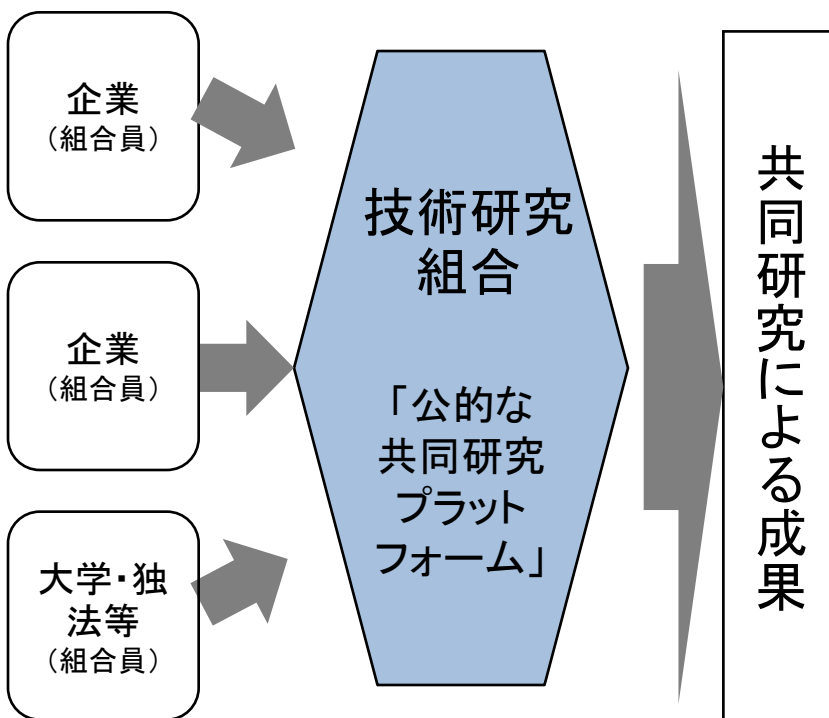 企業
（組合員）
企業
（組合員）
大学・独
法等
（組合員）
技術研究
組合
「公的な
共同研究
プラット
フォーム」
共同研究による成果